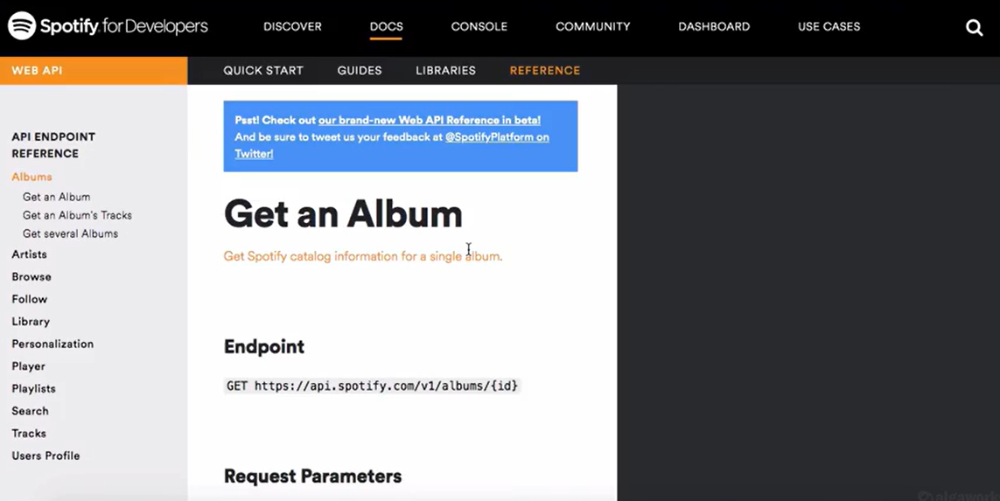 Spotify for Developers
DISCOVER
DOCS
CONSOLE
COMMUNITY
DASHBOARD
USE CASES
WEB API
QUICK START
GUIDES
LIBRARIES
REFERENCE
API ENDPOINT
REFERENCE
Albums
Get an Album
Get an Album's Tracks
Get several Albums
Artists
Browse
Follow
Library
Personalization
Player
Playlists
Search
Tracks
Users Profile
Psst! Check out our brand-new Web API Reference in beta!
And be sure to tweet us your feedback at @SpotifyPlatform on
Twitter!
Get an Album
Get Spotify catalog information for a single album.
Endpoint
GET https://api.spotify.com/v1/albums/{id}
Request Parameters